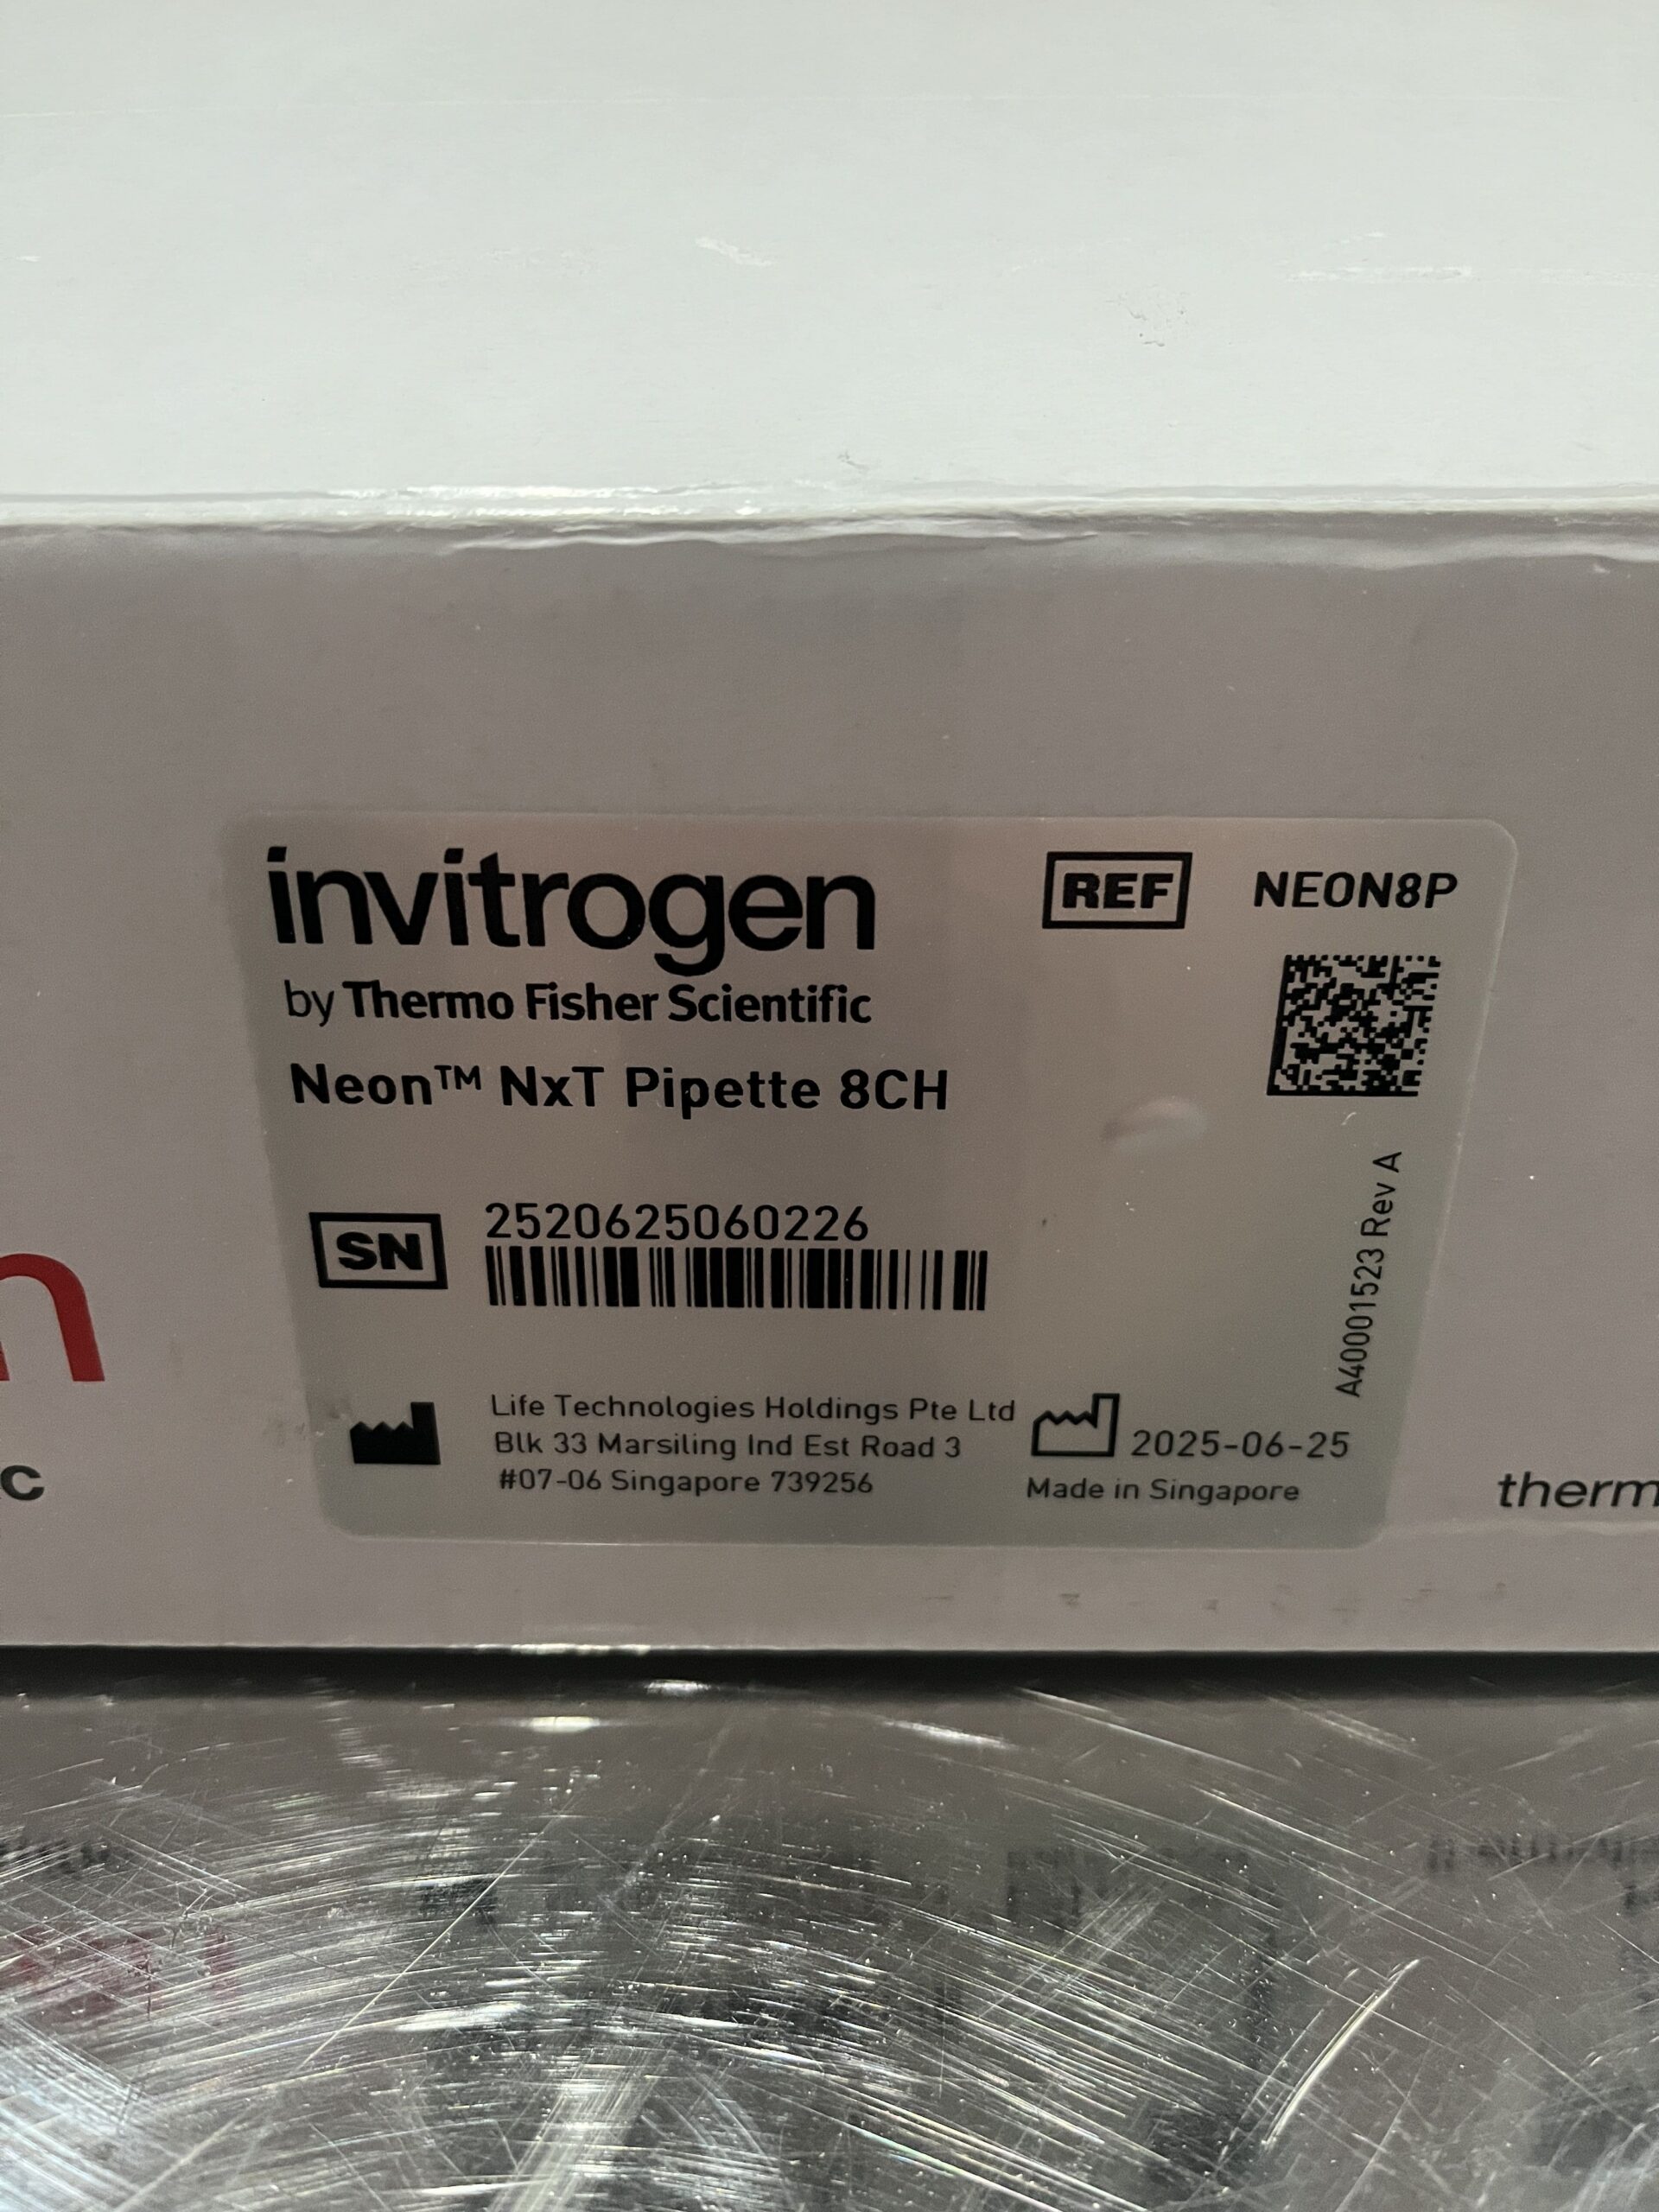 invitrogen
by Thermo Fisher Scientific
Neon™ NxT Pipette 8CH
REF NEON8P
SN 2520625060226
A40001523 Rev A
Life Technologies Holdings Pte Ltd
Blk 33 Marsiling Ind Est Road 3
#07-06 Singapore 739256
2025-06-25
Made in Singapore
n
c
therm